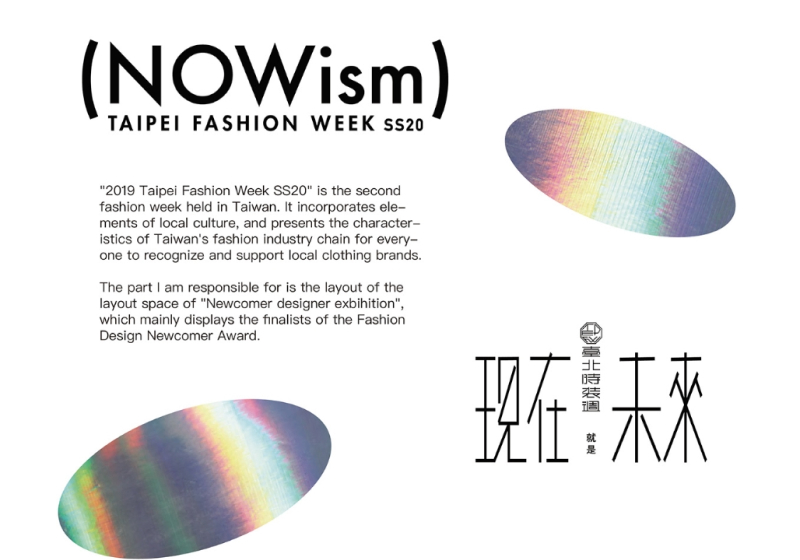 (NOWism)
TAIPEI FASHION WEEK SS20
"2019 Taipei Fashion Week SS20" is the second
fashion week held in Taiwan. It incorporates ele-
ments of local culture, and presents the character-
istics of Taiwan's fashion industry chain for every-
one to recognize and support local clothing brands.
The part I am responsible for is the layout of the
layout space of "Newcomer designer exbihition",
which mainly displays the finalists of the Fashion
Design Newcomer Award.
臺北時裝週
現在就是未來